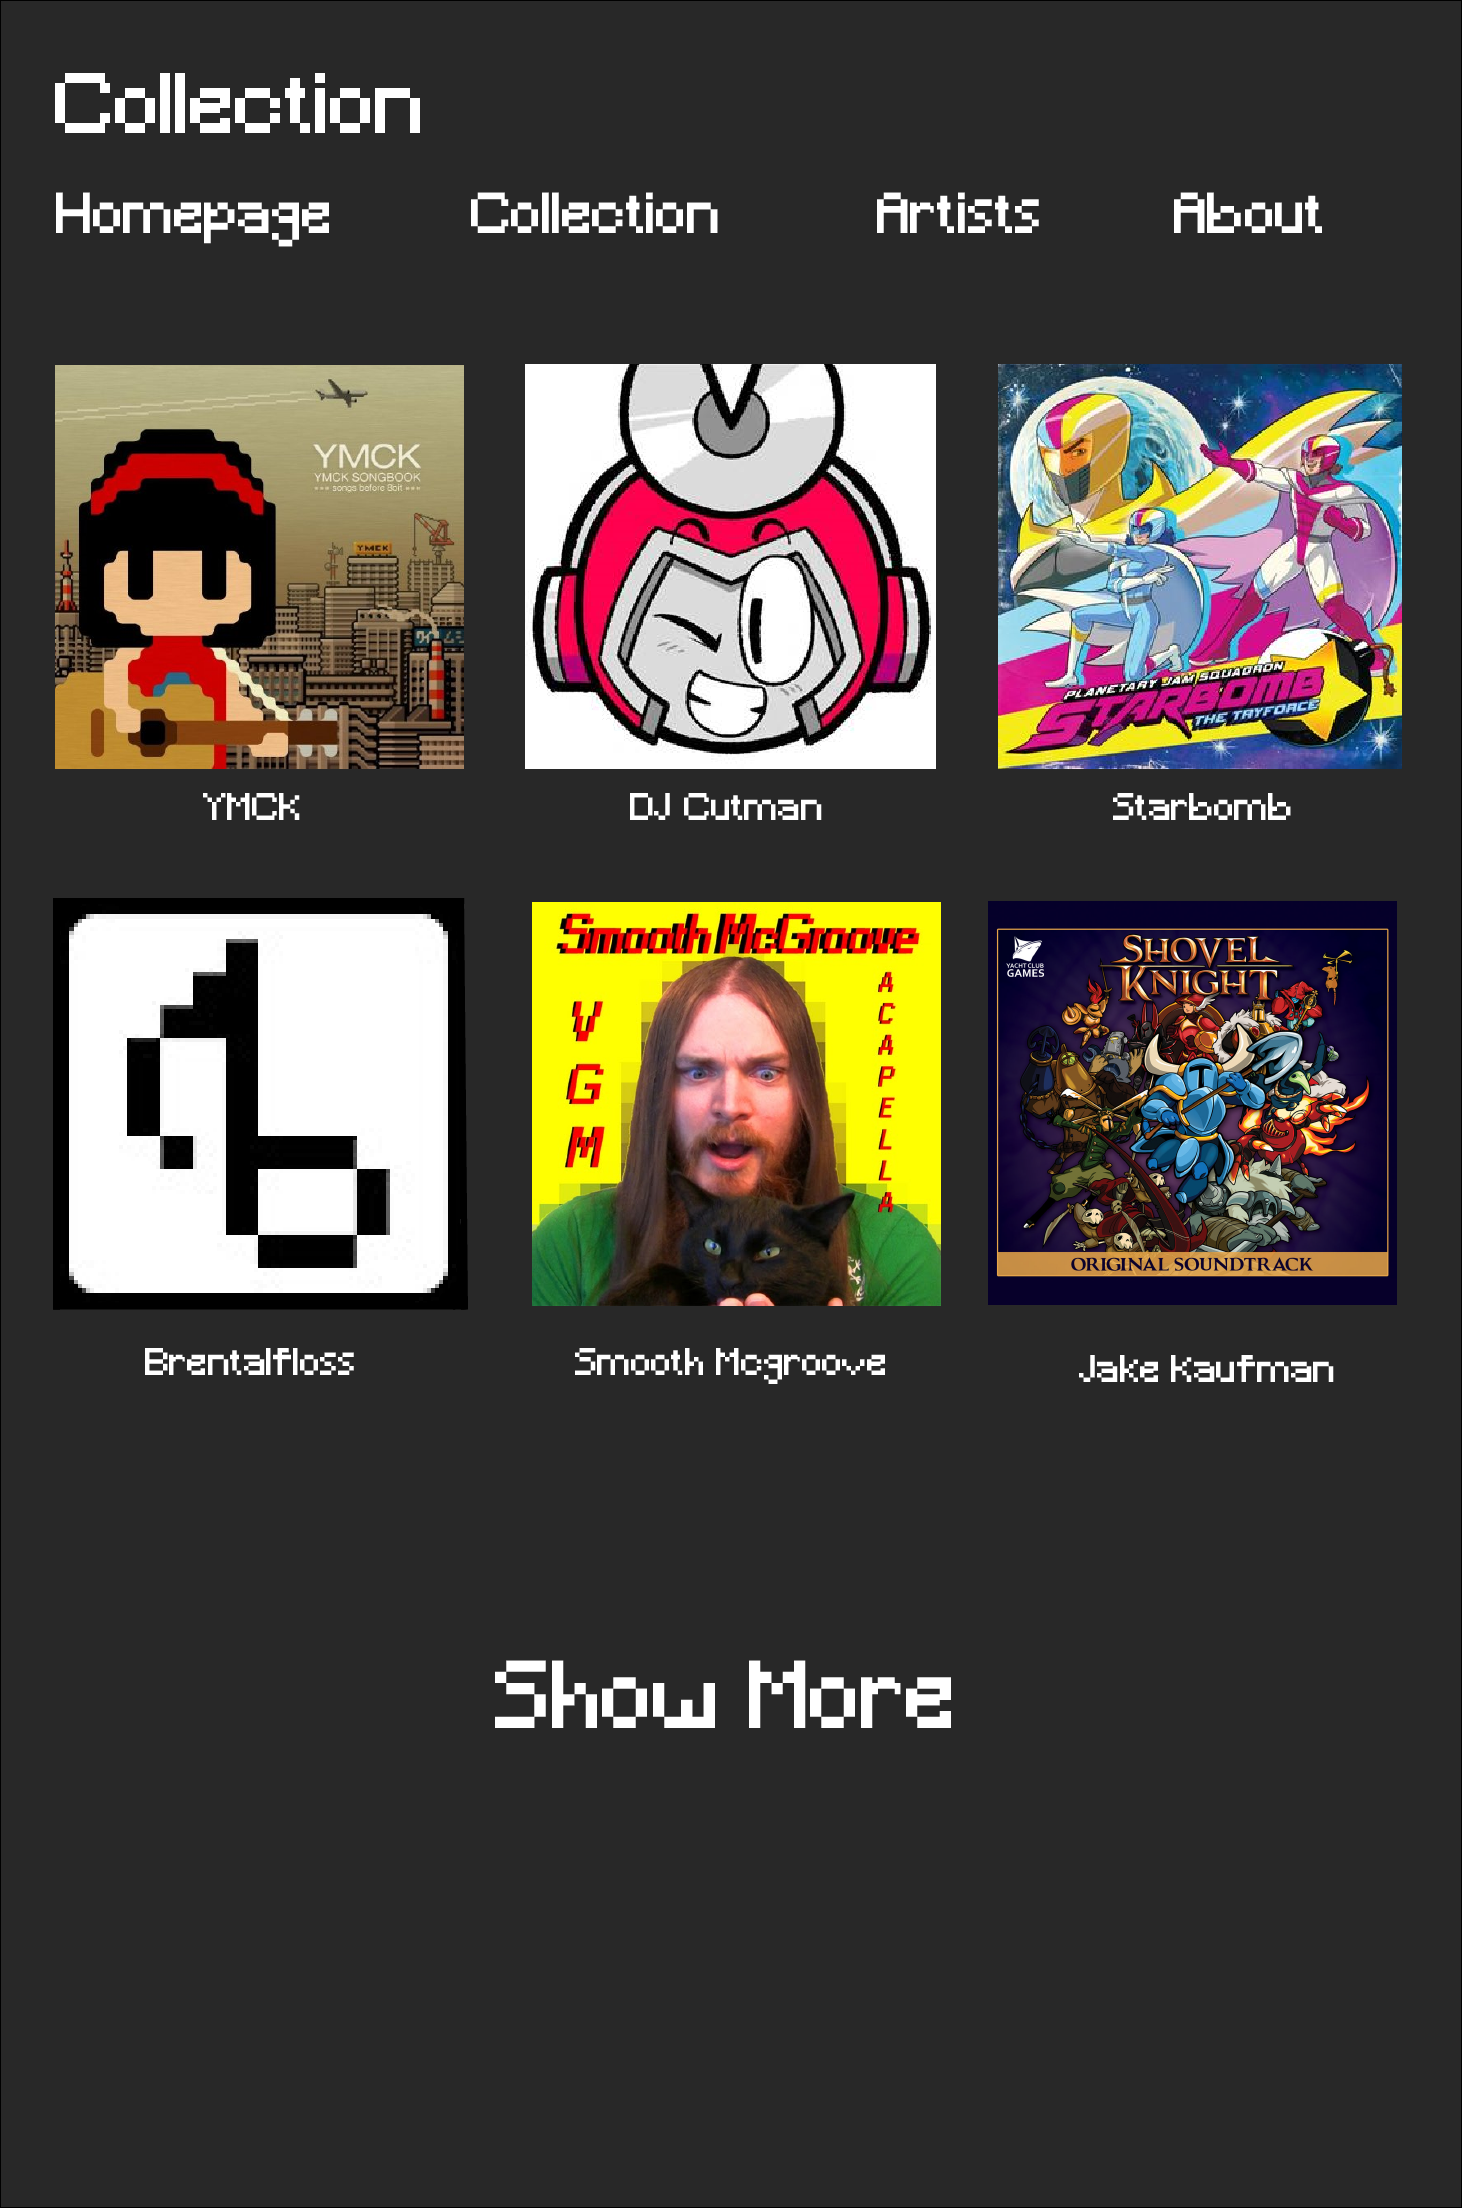 Collection
Homepage Collection Artists About
YMCK
YMCK SONGBOOK
songs before 8bit
YMCK
PLANETARY JAM SQUADRON
STARBOMB
THE TRYFORCE
YMCK DJ Cutman Starbomb
Smooth McGroove
VGM
ACAPELLA
YACHT CLUB
GAMES
SHOVEL
KNIGHT
ORIGINAL SOUNDTRACK
Brentalfloss Smooth Mcgroove Jake Kaufman
Show More